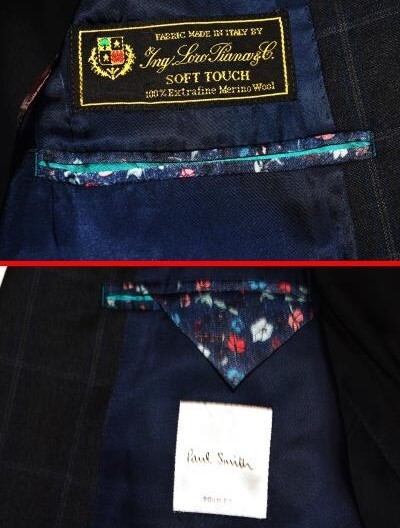 FABRIC MADE IN ITALY BY
Ing. Loro Piana & C.
SOFT TOUCH
100% Extrafine Merino Wool
Paul Smith